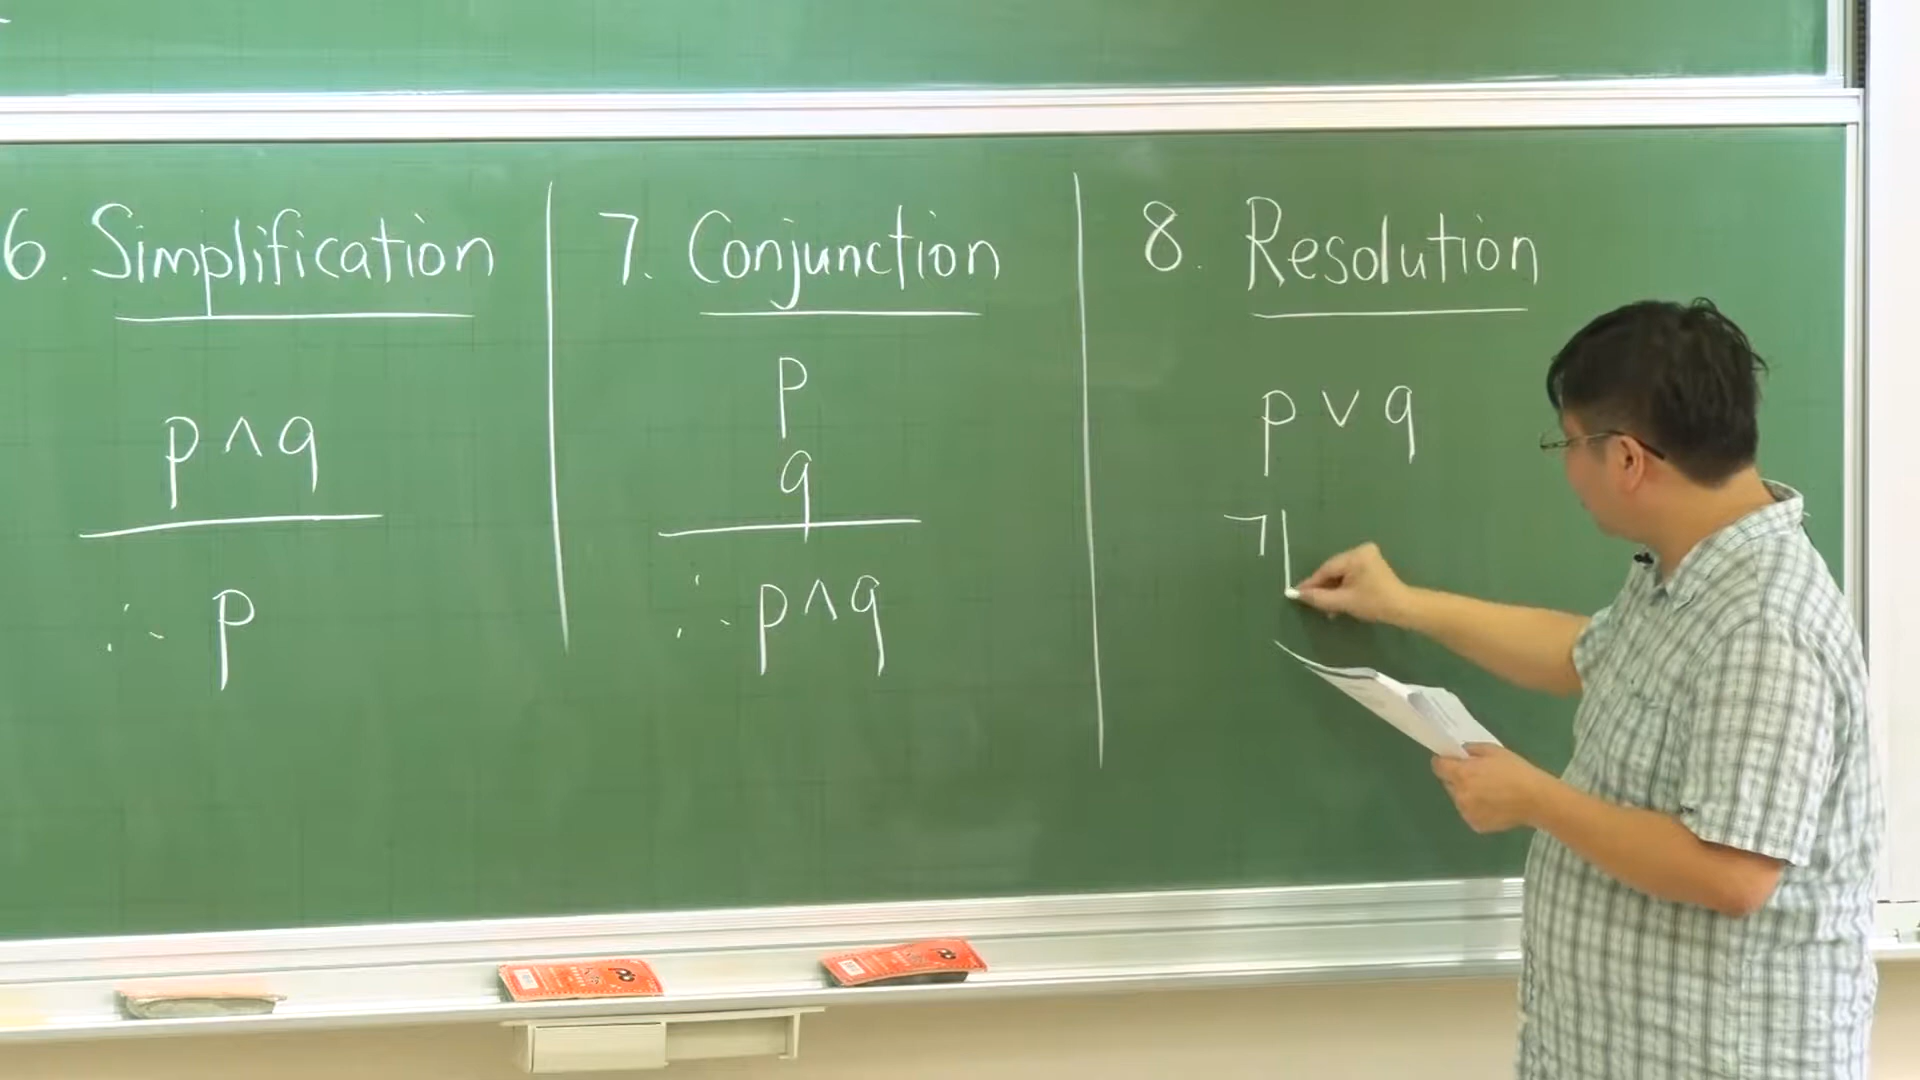 6. Simplification
p ∧ q
∴ p
7. Conjunction
p
q
∴ p ∧ q
8. Resolution
p ∨ q
¬